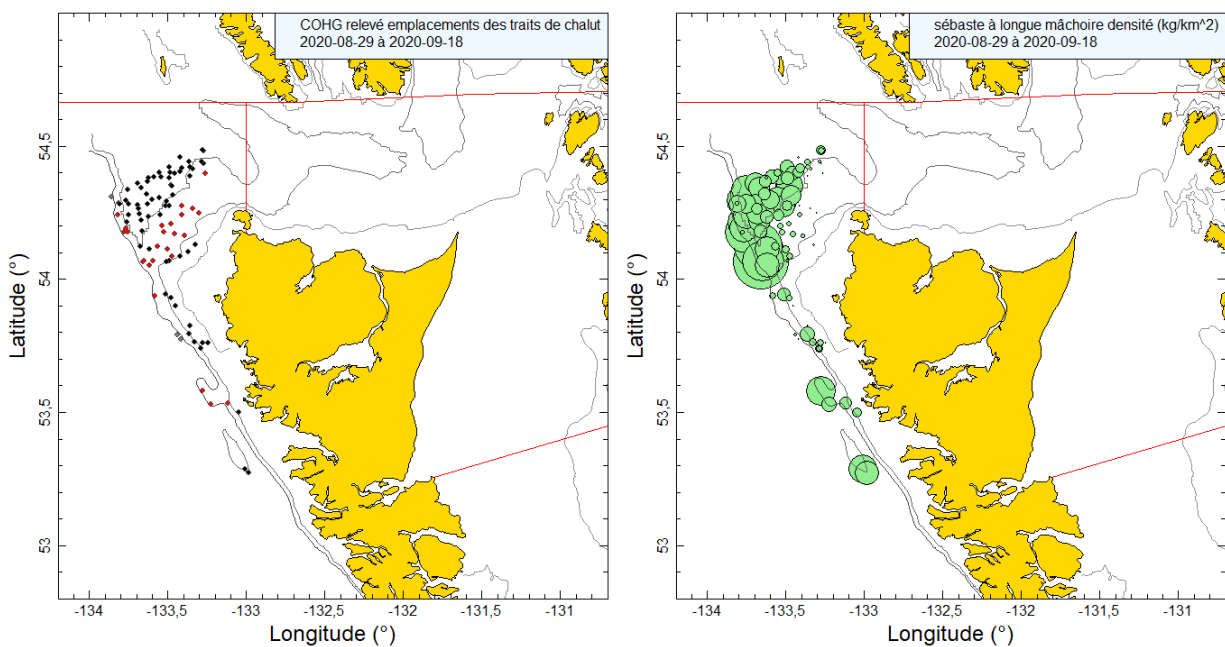 COHG relevé emplacements des traits de chalut
2020-08-29 à 2020-09-18
54,5
54
53,5
53
Latitude (°)
-134
-133,5
-133
-132,5
-132
-131,5
-131
Longitude (°)
sébaste à longue mâchoire densité (kg/km^2)
2020-08-29 à 2020-09-18
54,5
54
53,5
53
Latitude (°)
-134
-133,5
-133
-132,5
-132
-131,5
-131
Longitude (°)